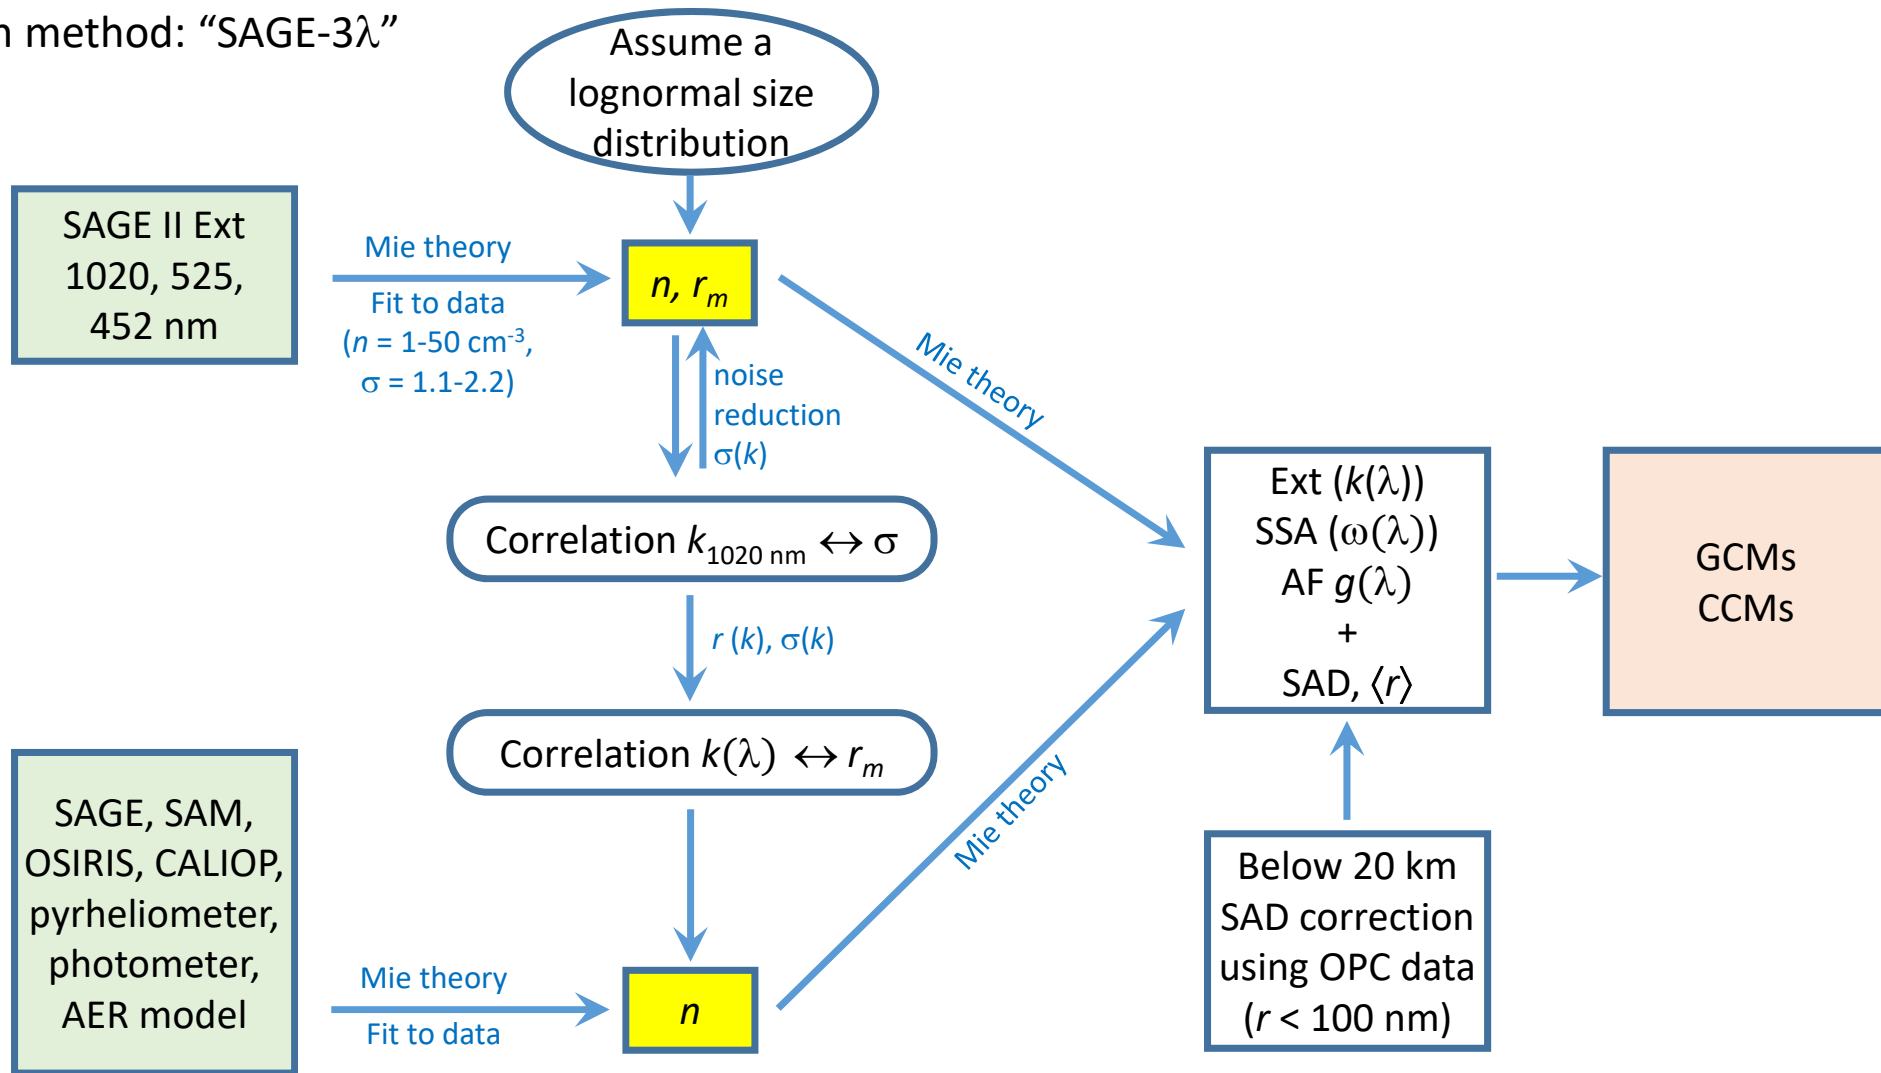 n method: “SAGE-3λ”
Assume a
lognormal size
distribution
SAGE II Ext
1020, 525,
452 nm
Mie theory
Fit to data
(n = 1-50 cm-3,
σ = 1.1-2.2)
n, rm
noise
reduction
σ(k)
Mie theory
Correlation k1020 nm ↔ σ
r (k), σ(k)
Correlation k(λ) ↔ rm
SAGE, SAM,
OSIRIS, CALIOP,
pyrheliometer,
photometer,
AER model
Mie theory
Fit to data
n
Mie theory
Ext (k(λ))
SSA (ω(λ))
AF g(λ)
+
SAD, ⟨r⟩
GCMs
CCMs
Below 20 km
SAD correction
using OPC data
(r < 100 nm)